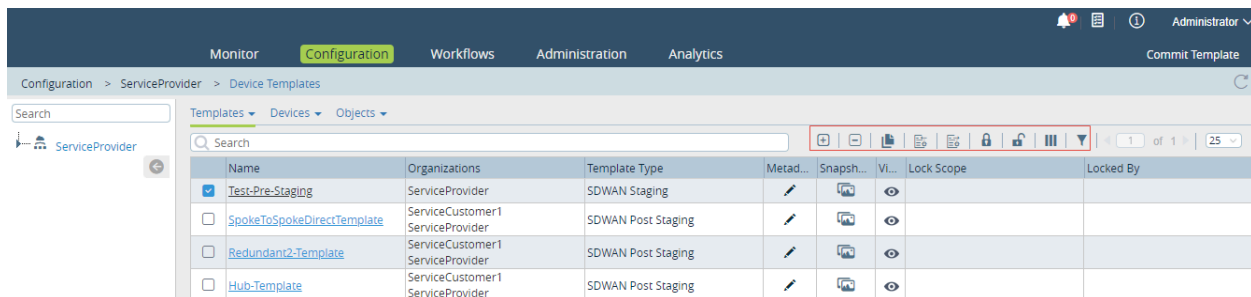 0
Administrator
Monitor Configuration Workflows Administration Analytics Commit Template
Configuration > ServiceProvider > Device Templates
Search
Templates Devices Objects
ServiceProvider
Search
1 of 1 25
Name Organizations Template Type Metad... Snapsh... Vi... Lock Scope Locked By
Test-Pre-Staging ServiceProvider SDWAN Staging
SpokeToSpokeDirectTemplate ServiceCustomer1 SDWAN Post Staging
ServiceProvider
Redundant2-Template ServiceCustomer1 SDWAN Post Staging
ServiceProvider
Hub-Template ServiceCustomer1 SDWAN Post Staging
ServiceProvider